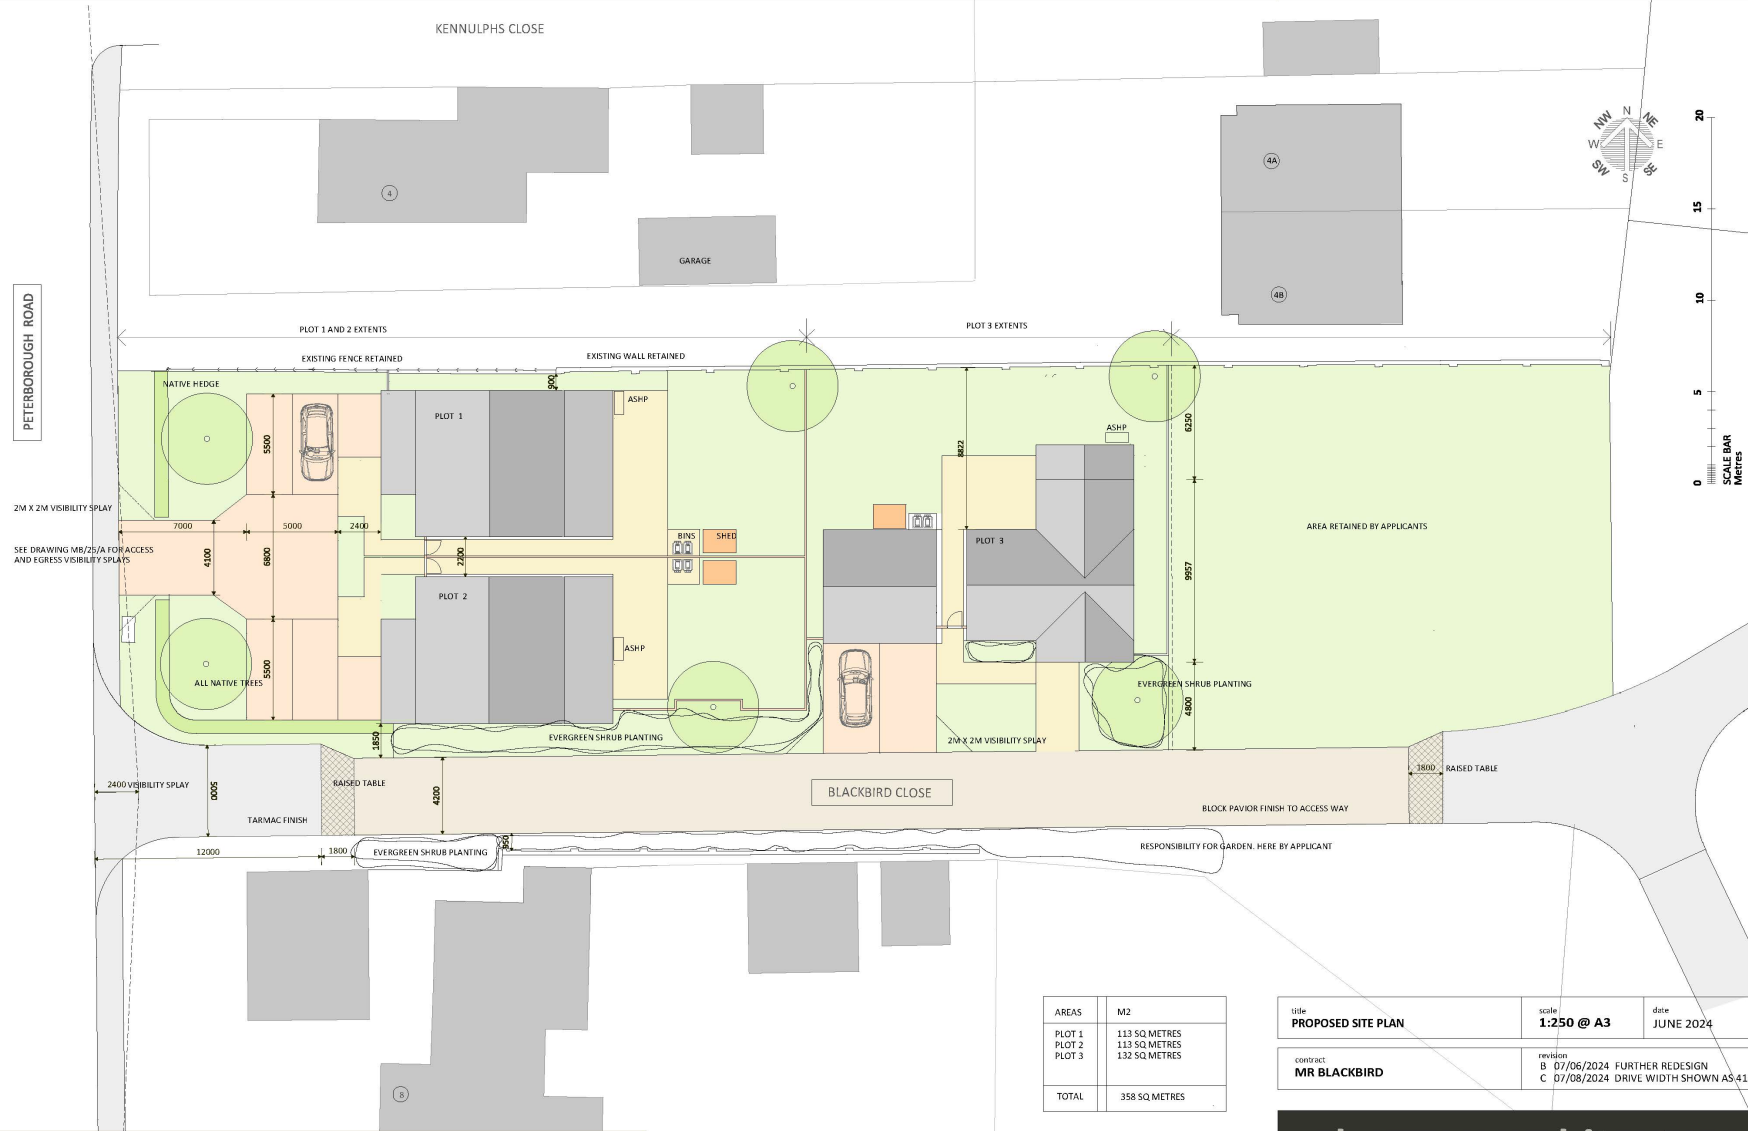 KENNULPHS CLOSE
N
NW
NE
W
E
SW
SE
S
20
15
10
5
0
SCALE BAR
Metres
4
4A
4B
GARAGE
PETERBOROUGH ROAD
PLOT 1 AND 2 EXTENTS
PLOT 3 EXTENTS
EXISTING FENCE RETAINED
EXISTING WALL RETAINED
NATIVE HEDGE
900
ASHP
PLOT 1
5500
8822
ASHP
6250
2M X 2M VISIBILITY SPLAY
7000
5000
2400
SEE DRAWING MB/25/A FOR ACCESS
AND EGRESS VISIBILITY SPLAYS
4100
6800
2200
BINS
SHED
PLOT 3
AREA RETAINED BY APPLICANTS
9957
PLOT 2
ASHP
5500
ALL NATIVE TREES
EVERGREEN SHRUB PLANTING
4800
1850
EVERGREEN SHRUB PLANTING
2M X 2M VISIBILITY SPLAY
2400 VISIBILITY SPLAY
5000
RAISED TABLE
4200
BLACKBIRD CLOSE
1800
RAISED TABLE
BLOCK PAVIOR FINISH TO ACCESS WAY
TARMAC FINISH
12000
1800
EVERGREEN SHRUB PLANTING
950
RESPONSIBILITY FOR GARDEN. HERE BY APPLICANT
8
AREAS M2
PLOT 1 113 SQ METRES
PLOT 2 113 SQ METRES
PLOT 3 132 SQ METRES
TOTAL 358 SQ METRES
title
PROPOSED SITE PLAN
scale
1:250 @ A3
date
JUNE 2024
contract
MR BLACKBIRD
revision
B 07/06/2024 FURTHER REDESIGN
C 07/08/2024 DRIVE WIDTH SHOWN AS 41